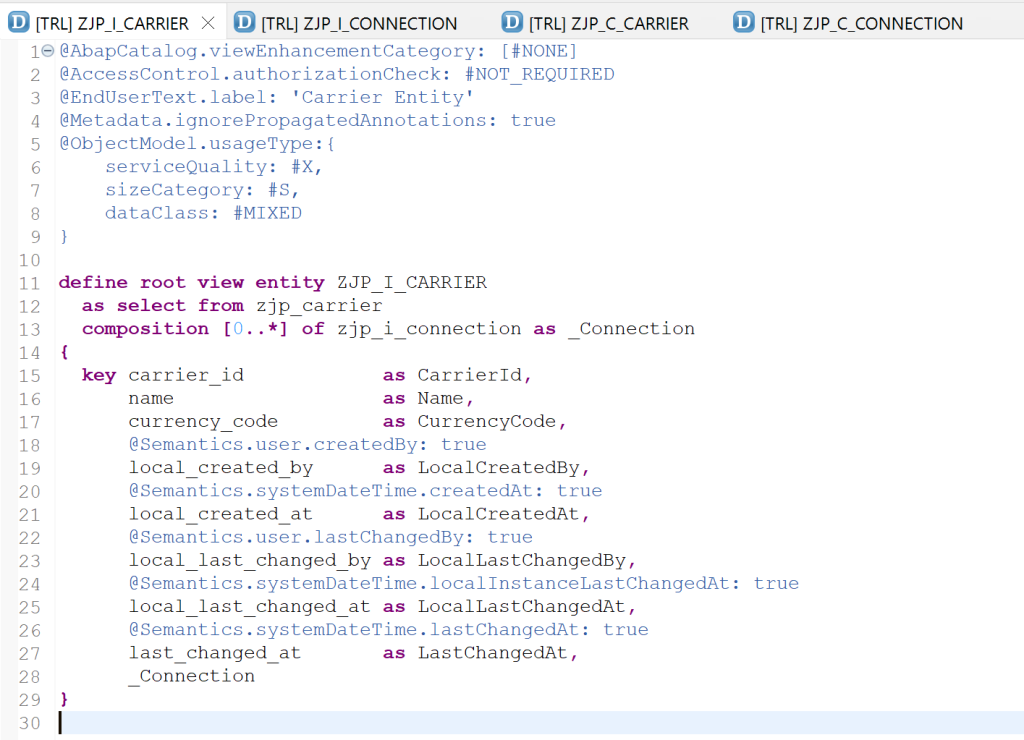 D [TRL] ZJP_I_CARRIER D [TRL] ZJP_I_CONNECTION D [TRL] ZJP_C_CARRIER D [TRL] ZJP_C_CONNECTION
1 @AbapCatalog.viewEnhancementCategory: [#NONE]
2 @AccessControl.authorizationCheck: #NOT_REQUIRED
3 @EndUserText.label: 'Carrier Entity'
4 @Metadata.ignorePropagatedAnnotations: true
5 @ObjectModel.usageType:{
6     serviceQuality: #X,
7     sizeCategory: #S,
8     dataClass: #MIXED
9 }
10
11 define root view entity ZJP_I_CARRIER
12   as select from zjp_carrier
13   composition [0..*] of zjp_i_connection as _Connection
14 {
15   key carrier_id            as CarrierId,
16       name                  as Name,
17       currency_code         as CurrencyCode,
18       @Semantics.user.createdBy: true
19       local_created_by      as LocalCreatedBy,
20       @Semantics.systemDateTime.createdAt: true
21       local_created_at      as LocalCreatedAt,
22       @Semantics.user.lastChangedBy: true
23       local_last_changed_by as LocalLastChangedBy,
24       @Semantics.systemDateTime.localInstanceLastChangedAt: true
25       local_last_changed_at as LocalLastChangedAt,
26       @Semantics.systemDateTime.lastChangedAt: true
27       last_changed_at       as LastChangedAt,
28       _Connection
29 }
30